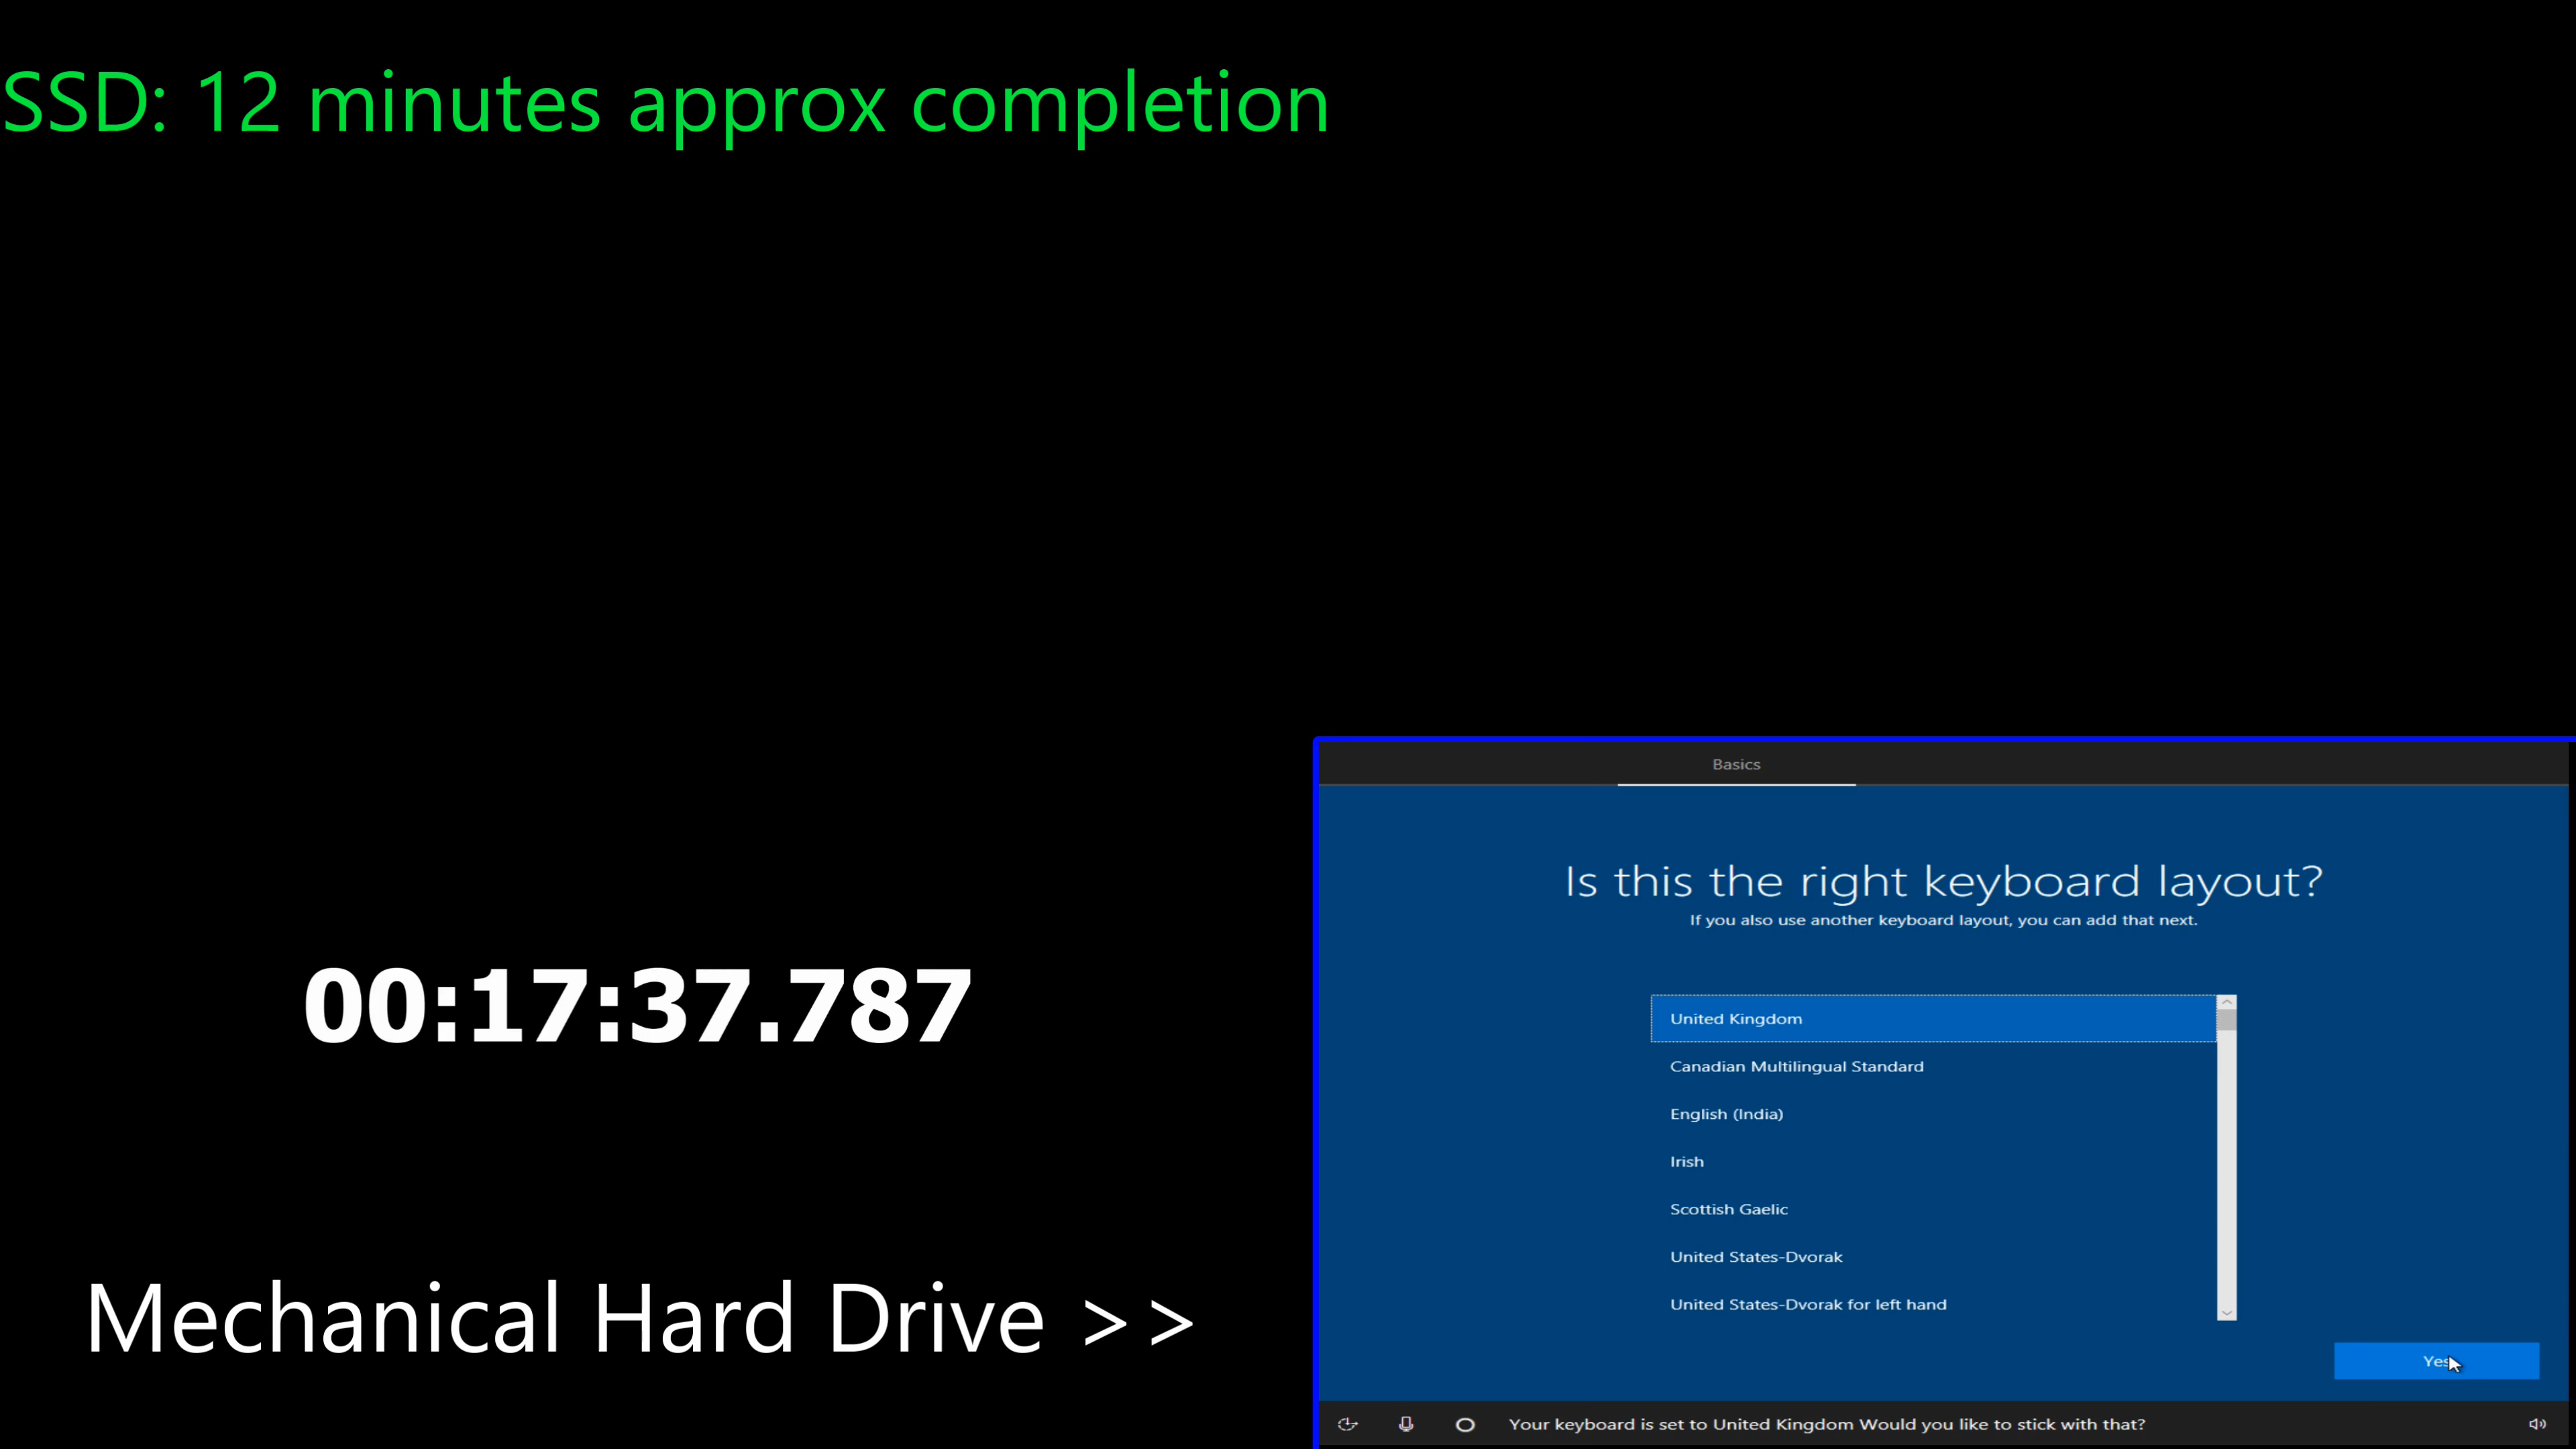 SSD: 12 minutes approx completion
00:17:37.787
Mechanical Hard Drive >>
Basics
Is this the right keyboard layout?
If you also use another keyboard layout, you can add that next.
United Kingdom
Canadian Multilingual Standard
English (India)
Irish
Scottish Gaelic
United States-Dvorak
United States-Dvorak for left hand
Yes
Your keyboard is set to United Kingdom Would you like to stick with that?